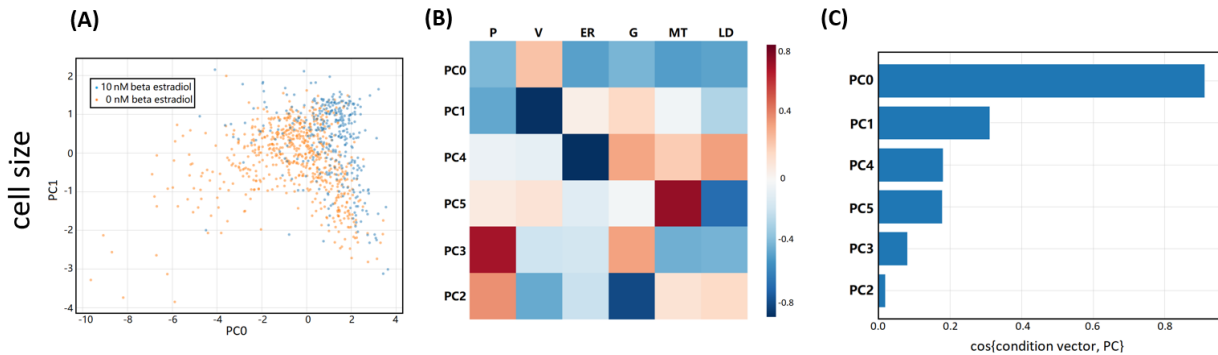 (A)
cell size
PC1
2
1
0
-1
-2
-3
-4
10 nM beta estradiol
0 nM beta estradiol
-10
-8
-6
-4
-2
0
2
4
PC0
(B)
P
V
ER
G
MT
LD
PC0
PC1
PC4
PC5
PC3
PC2
0.8
0.4
0
-0.4
-0.8
(C)
PC0
PC1
PC4
PC5
PC3
PC2
0.0
0.2
0.4
0.6
0.8
cos{condition vector, PC}